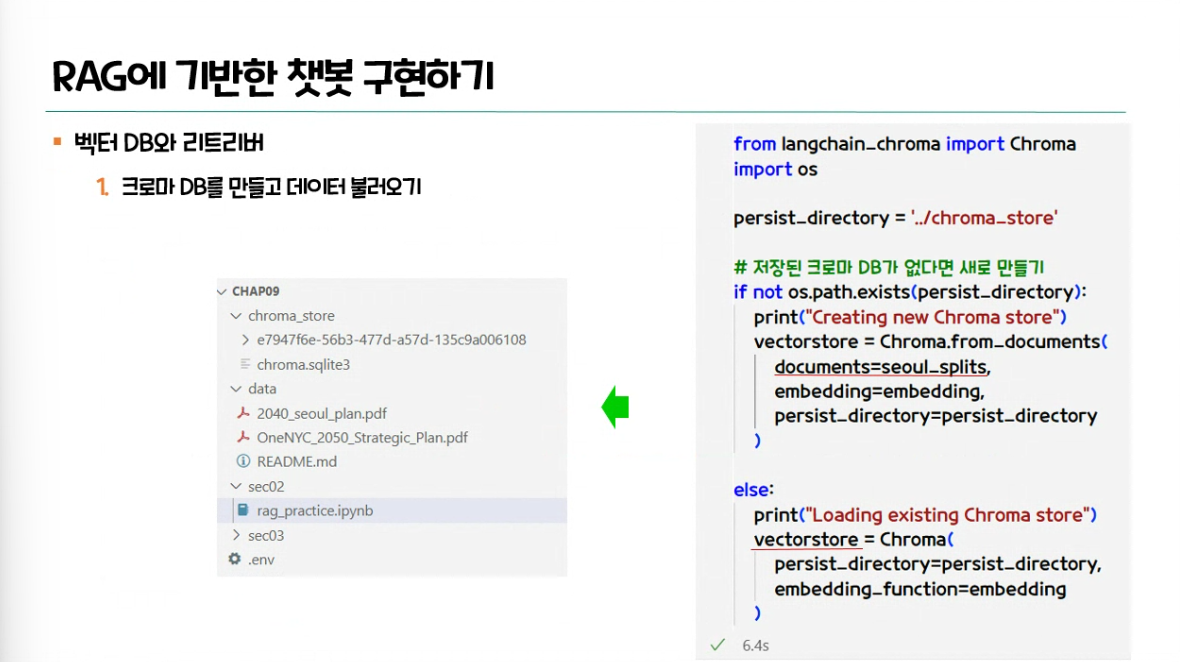 RAG에 기반한 챗봇 구현하기
벡터 DB와 리트리버
1. 크로마 DB를 만들고 데이터 불러오기
CHAP09
chroma_store
e7947f6e-56b3-477d-a57d-135c9a006108
chroma.sqlite3
data
2040_seoul_plan.pdf
OneNYC_2050_Strategic_Plan.pdf
README.md
sec02
rag_practice.ipynb
sec03
.env
from langchain_chroma import Chroma
import os
persist_directory = '../chroma_store'
# 저장된 크로마 DB가 없다면 새로 만들기
if not os.path.exists(persist_directory):
print("Creating new Chroma store")
vectorstore = Chroma.from_documents(
documents=seoul_splits,
embedding=embedding,
persist_directory=persist_directory
)
else:
print("Loading existing Chroma store")
vectorstore = Chroma(
persist_directory=persist_directory,
embedding_function=embedding
)
6.4s